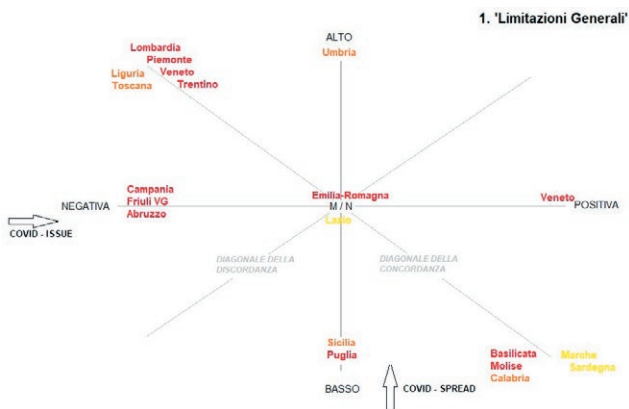 1. 'Limitazioni Generali'
ALTO
Umbria
Lombardia
Piemonte
Veneto
Trentino
Liguria
Toscana
Campania
Friuli VG
Abruzzo
NEGATIVA
COVID - ISSUE
Emilia-Romagna
M / N
Lazio
Veneto
POSITIVA
DIAGONALE DELLA
DISCORDANZA
DIAGONALE DELLA
CONCORDANZA
Sicilia
Puglia
BASSO
COVID - SPREAD
Basilicata
Molise
Calabria
Marche
Sardegna